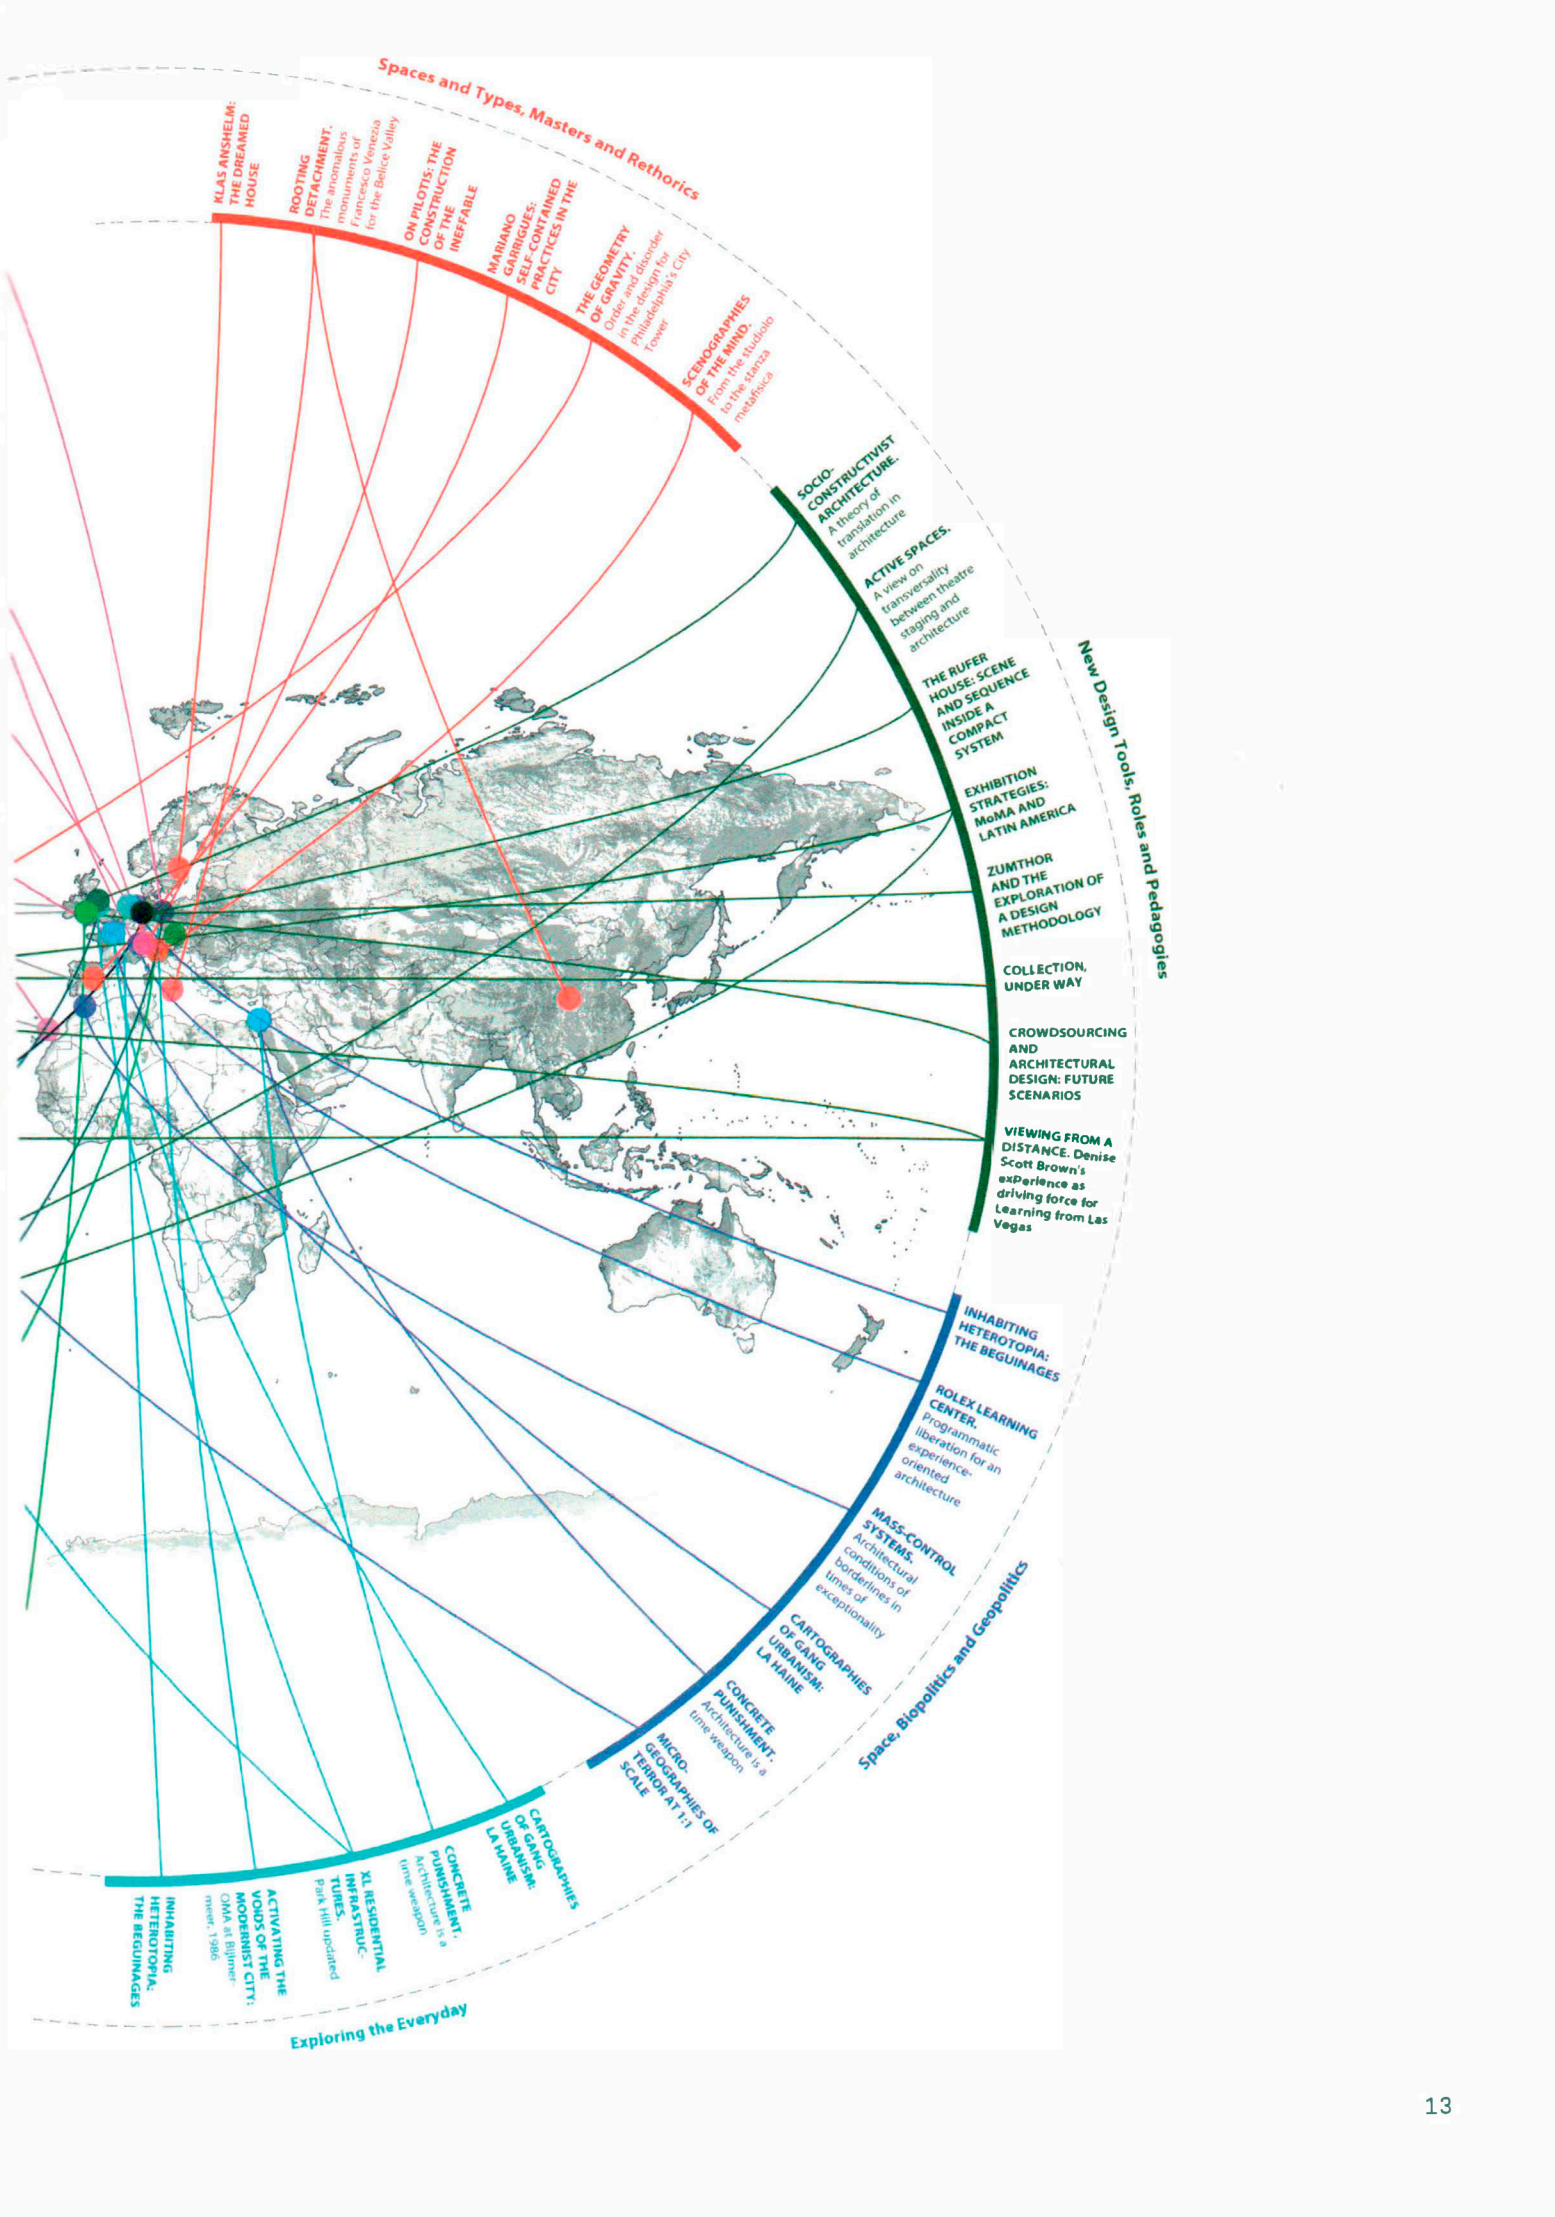 Spaces and Types, Masters and Rethorics
KLAS ANSHELM:
THE DREAMED
HOUSE
ROOTING
DETACHMENT.
The anomalous
monuments of
Francesco Venezia
for the Belice Valley
ON PILOTIS: THE
CONSTRUCTION
OF THE
INEFFABLE
MARIANO
GARRIGUES:
SELF-CONTAINED
PRACTICES IN THE
CITY
THE GEOMETRY
OF GRAVITY.
Order and disorder
in the design for
Philadelphia's City
Tower
SCENOGRAPHIES
OF THE MIND.
From the studiolo
to the stanza
metafisica
New Design Tools, Roles and Pedagogies
SOCIO-
CONSTRUCTIVIST
ARCHITECTURE.
A theory of
translation in
architecture
ACTIVE SPACES.
A view on
transversality
between theatre
staging and
architecture
THE RUFER
HOUSE: SCENE
AND SEQUENCE
INSIDE A
COMPACT
SYSTEM
EXHIBITION
STRATEGIES:
MoMA AND
LATIN AMERICA
ZUMTHOR
AND THE
EXPLORATION OF
A DESIGN
METHODOLOGY
COLLECTION,
UNDER WAY
CROWDSOURCING
AND
ARCHITECTURAL
DESIGN: FUTURE
SCENARIOS
VIEWING FROM A
DISTANCE. Denise
Scott Brown's
exPerience as
driving force for
Learning from Las
Vegas
Space, Biopolitics and Geopolitics
INHABITING
HETEROTOPIA:
THE BEGUINAGES
ROLEX LEARNING
CENTER.
Programmatic
liberation for an
experience-
oriented
architecture
MASS-CONTROL
SYSTEMS.
Architectural
conditions of
borderlines in
times of
exceptionality
CARTOGRAPHIES
OF GANG
URBANISM:
LA HAINE
CONCRETE
PUNISHMENT.
Architecture is a
time weapon
MICRO-
GEOGRAPHIES OF
TERROR AT 1:1
SCALE
Exploring the Everyday
CARTOGRAPHIES
OF GANG
URBANISM:
LA HAINE
CONCRETE
PUNISHMENT.
Architecture is a
time weapon
XL RESIDENTIAL
INFRASTRUC-
TURES.
Park Hill updated
ACTIVATING THE
VOIDS OF THE
MODERNIST CITY:
OMA at Bijlmer-
meer, 1986
INHABITING
HETEROTOPIA:
THE BEGUINAGES
13